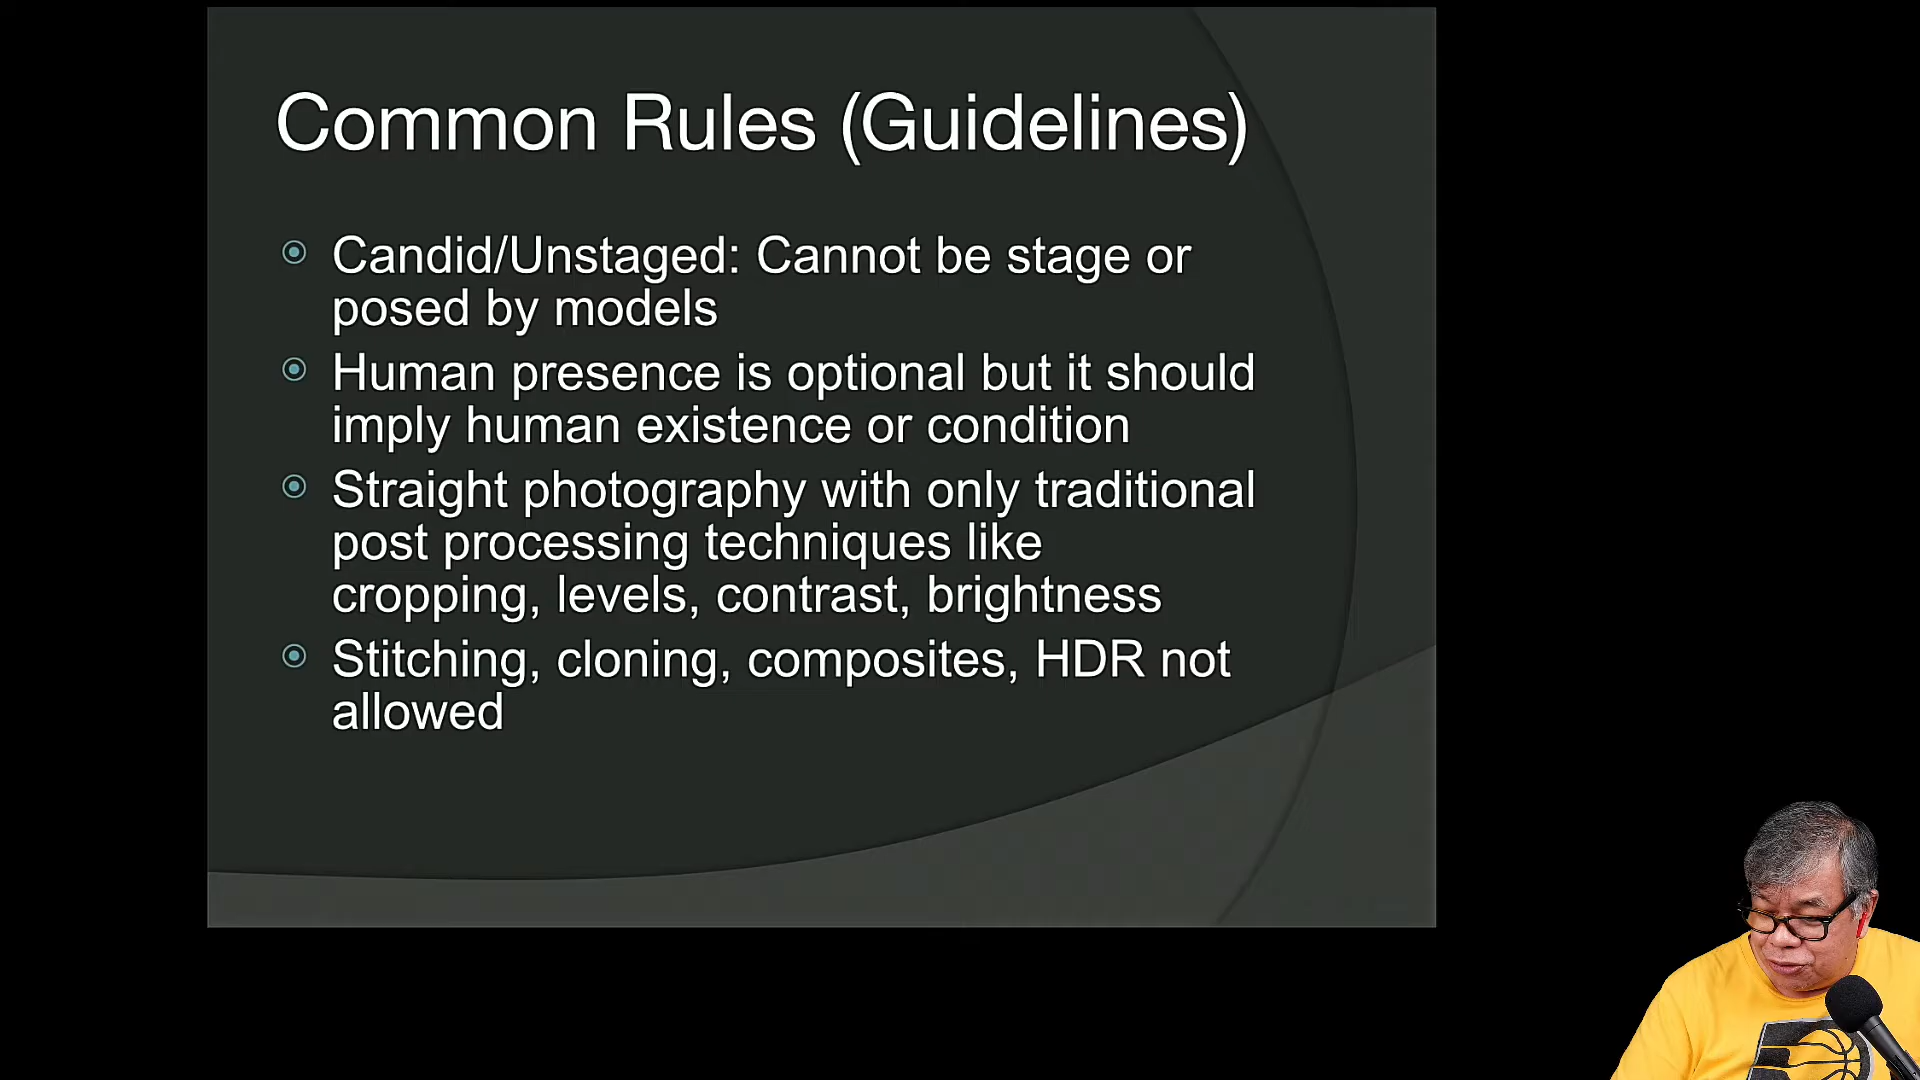 Common Rules (Guidelines)
Candid/Unstaged: Cannot be stage or
posed by models
Human presence is optional but it should
imply human existence or condition
Straight photography with only traditional
post processing techniques like
cropping, levels, contrast, brightness
Stitching, cloning, composites, HDR not
allowed